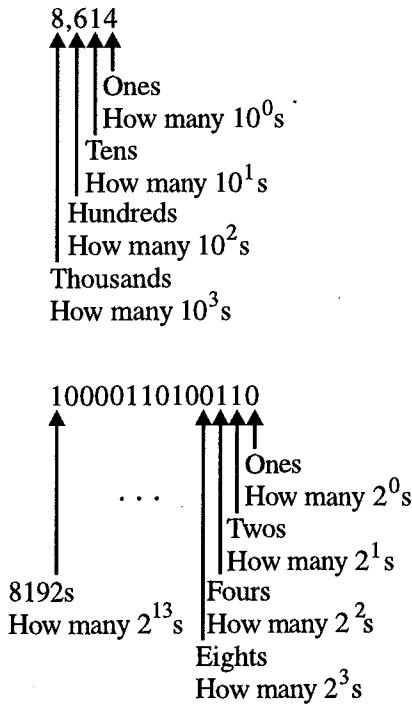 8,614
Ones
How many 10⁰s
Tens
How many 10¹s
Hundreds
How many 10²s
Thousands
How many 10³s
10000110100110
Ones
How many 2⁰s
. . .
Twos
How many 2¹s
8192s
How many 2¹³s
Fours
How many 2²s
Eights
How many 2³s